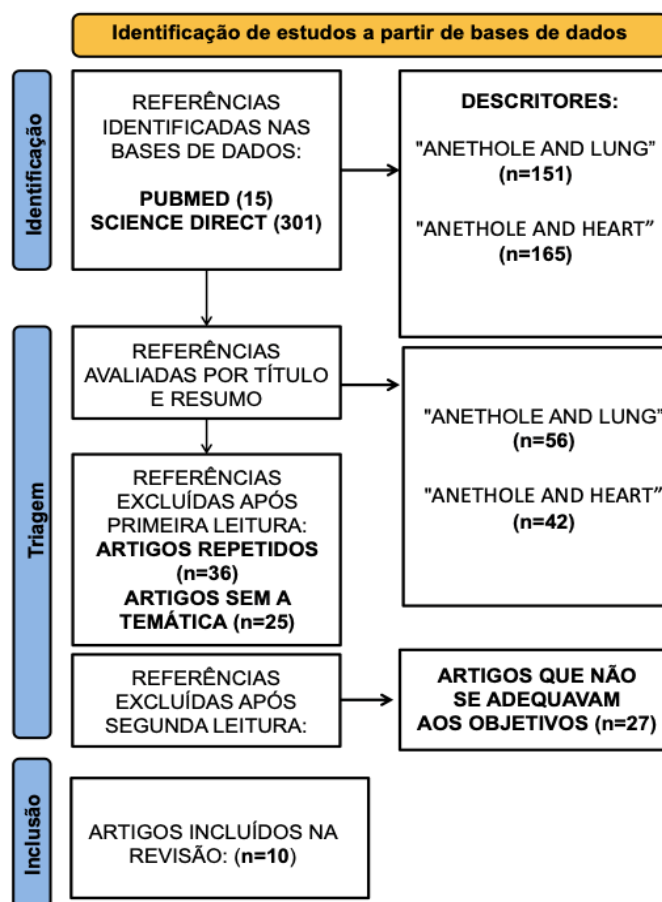 Identificação de estudos a partir de bases de dados
Identificação
REFERÊNCIAS
IDENTIFICADAS NAS
BASES DE DADOS:
PUBMED (15)
SCIENCE DIRECT (301)
DESCRITORES:
"ANETHOLE AND LUNG”
(n=151)
"ANETHOLE AND HEART”
(n=165)
Triagem
REFERÊNCIAS
AVALIADAS POR TÍTULO
E RESUMO
"ANETHOLE AND LUNG”
(n=56)
"ANETHOLE AND HEART”
(n=42)
REFERÊNCIAS
EXCLUÍDAS APÓS
PRIMEIRA LEITURA:
ARTIGOS REPETIDOS
(n=36)
ARTIGOS SEM A
TEMÁTICA (n=25)
REFERÊNCIAS
EXCLUÍDAS APÓS
SEGUNDA LEITURA:
ARTIGOS QUE NÃO
SE ADEQUAVAM
AOS OBJETIVOS (n=27)
Inclusão
ARTIGOS INCLUÍDOS NA
REVISÃO: (n=10)